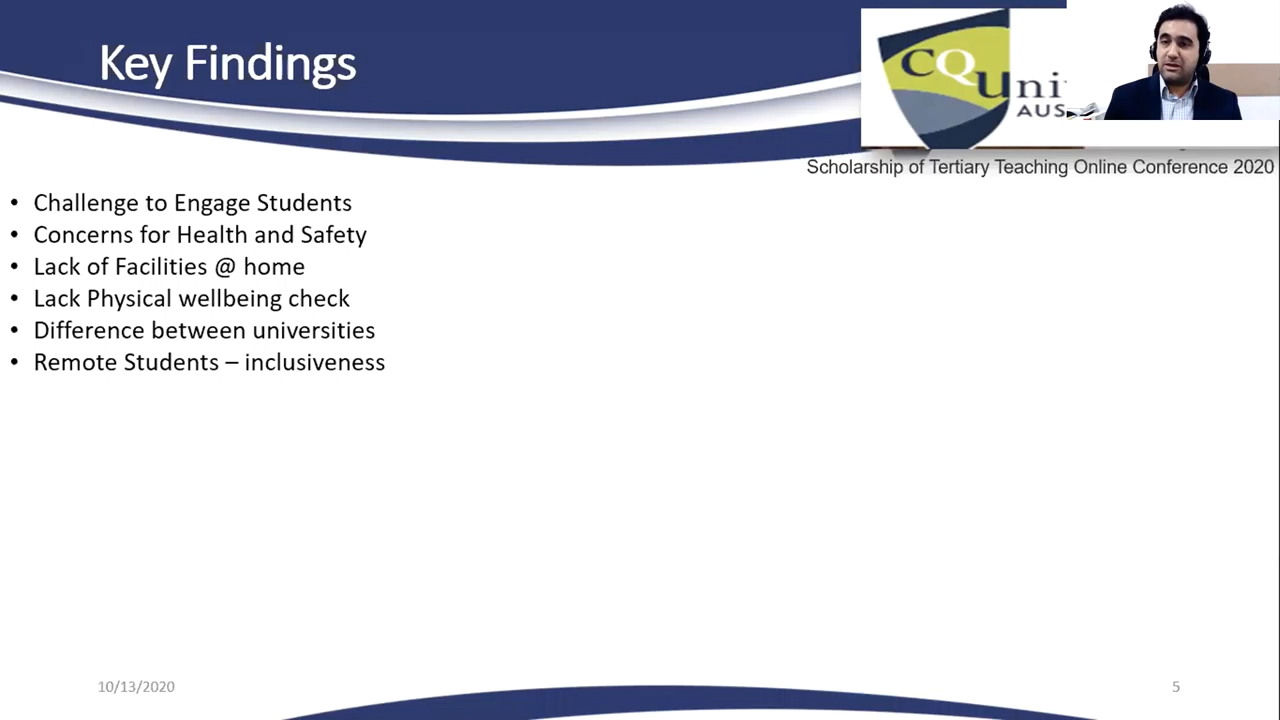 Key Findings
CQUni
AUS
Scholarship of Tertiary Teaching Online Conference 2020
• Challenge to Engage Students
• Concerns for Health and Safety
• Lack of Facilities @ home
• Lack Physical wellbeing check
• Difference between universities
• Remote Students – inclusiveness
10/13/2020
5